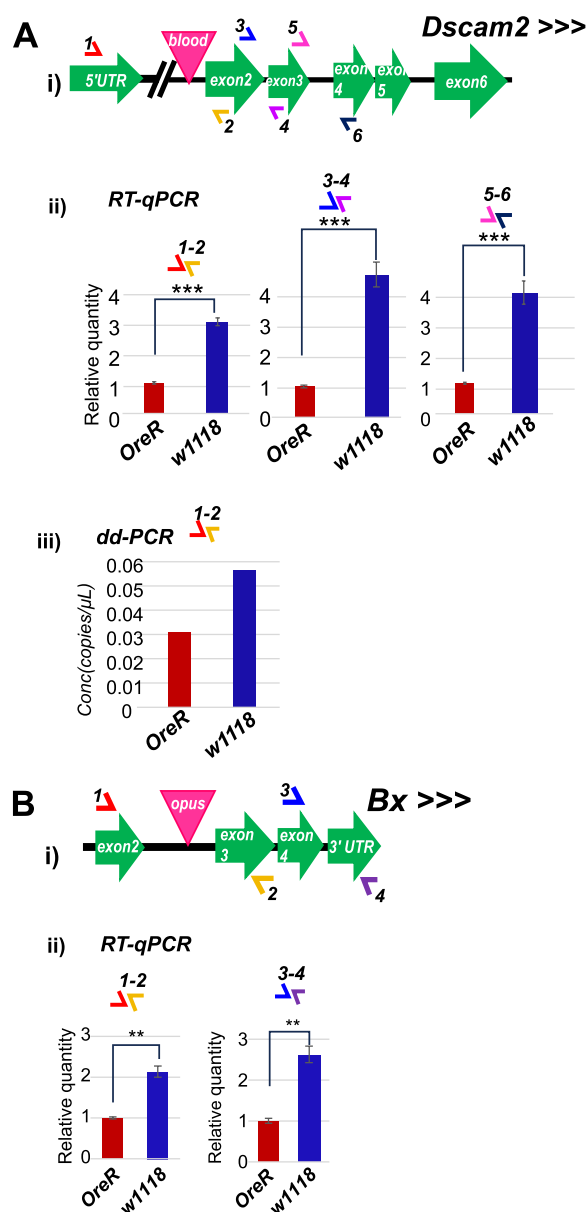 A
Dscam2 >>>
1
blood
3
5
i)
5'UTR
exon2
exon3
exon
4
exon
5
exon6
2
4
6
ii)
RT-qPCR
1-2
3-4
5-6
***
***
***
Relative quantity
4
3
2
1
0
OreR
w1118
4
3
2
1
0
OreR
w1118
4
3
2
1
0
OreR
w1118
iii)
dd-PCR
1-2
Conc(copies/µL)
0.06
0.05
0.04
0.03
0.02
0.01
0
OreR
w1118
B
Bx >>>
1
opus
3
i)
exon2
exon
3
exon
4
3' UTR
2
4
ii)
RT-qPCR
1-2
3-4
**
**
Relative quantity
3
2
1
0
OreR
w1118
Relative quantity
3
2
1
0
OreR
w1118